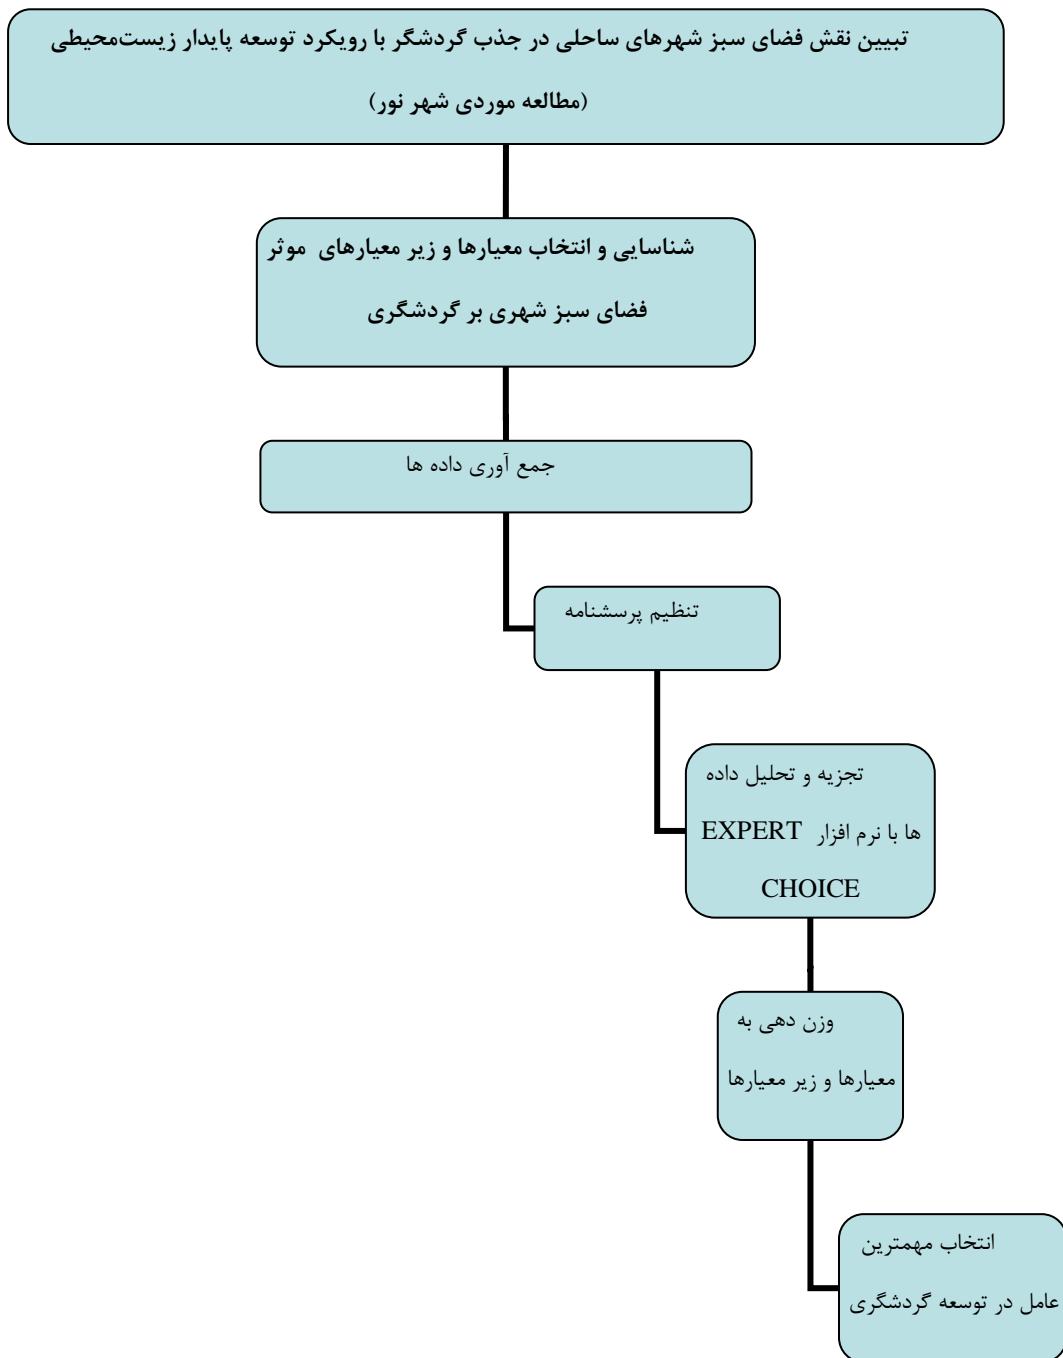 تبیین نقش فضای سبز شهرهای ساحلی در جذب گردشگر با رویکرد توسعه پایدار زیست‌محیطی
(مطالعه موردی شهر نور)
شناسایی و انتخاب معیارها و زیر معیارهای موثر
فضای سبز شهری بر گردشگری
جمع آوری داده ها
تنظیم پرسشنامه
تجزیه و تحلیل داده
ها با نرم افزار EXPERT
CHOICE
وزن دهی به
معیارها و زیر معیارها
انتخاب مهمترین
عامل در توسعه گردشگری